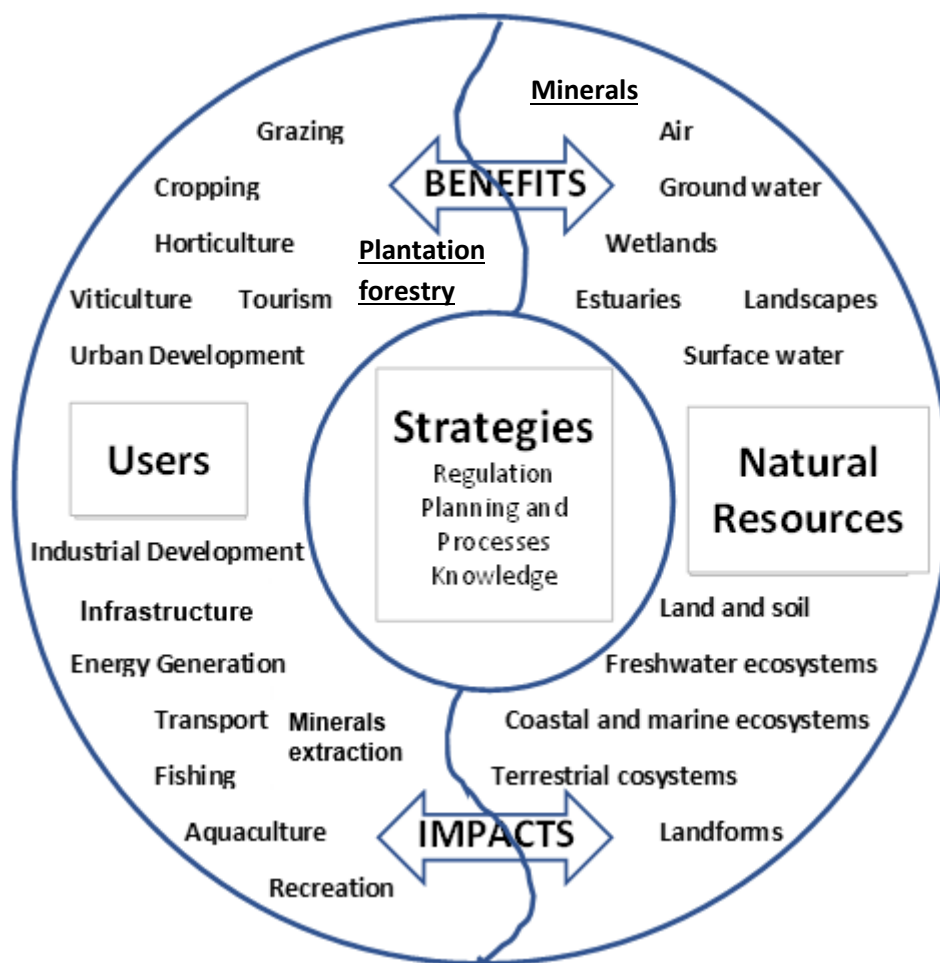 Minerals
Grazing
Air
BENEFITS
Cropping
Ground water
Horticulture
Wetlands
Plantation
forestry
Viticulture
Tourism
Estuaries
Landscapes
Urban Development
Surface water
Users
Strategies
Regulation
Planning and
Processes
Knowledge
Natural
Resources
Industrial Development
Land and soil
Infrastructure
Energy Generation
Freshwater ecosystems
Transport
Minerals
extraction
Coastal and marine ecosystems
Fishing
Terrestrial cosystems
Aquaculture
IMPACTS
Landforms
Recreation